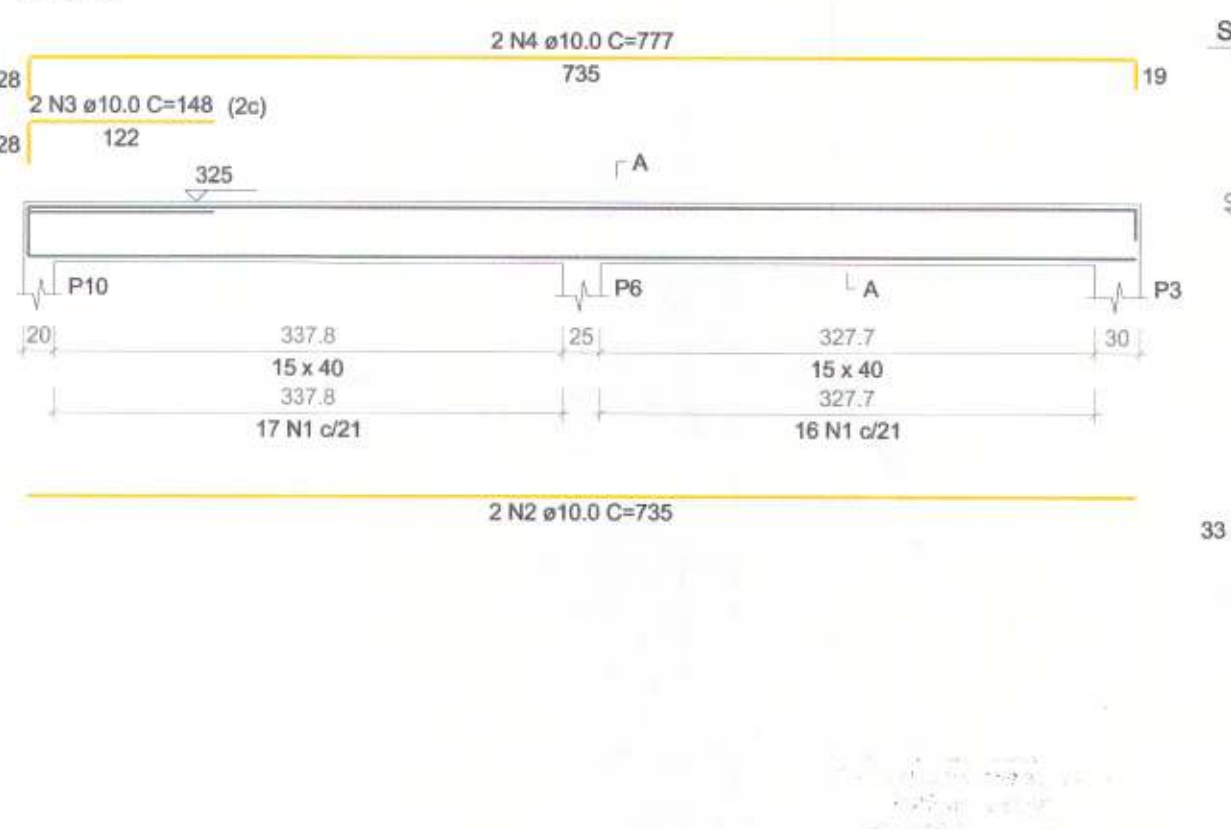 2 N4 ø10.0 C=777
S
28
735
19
2 N3 ø10.0 C=148 (2c)
28
122
A
325
P10
P6
A
P3
20
337.8
25
327.7
30
15 x 40
15 x 40
337.8
327.7
17 N1 c/21
16 N1 c/21
2 N2 ø10.0 C=735
33